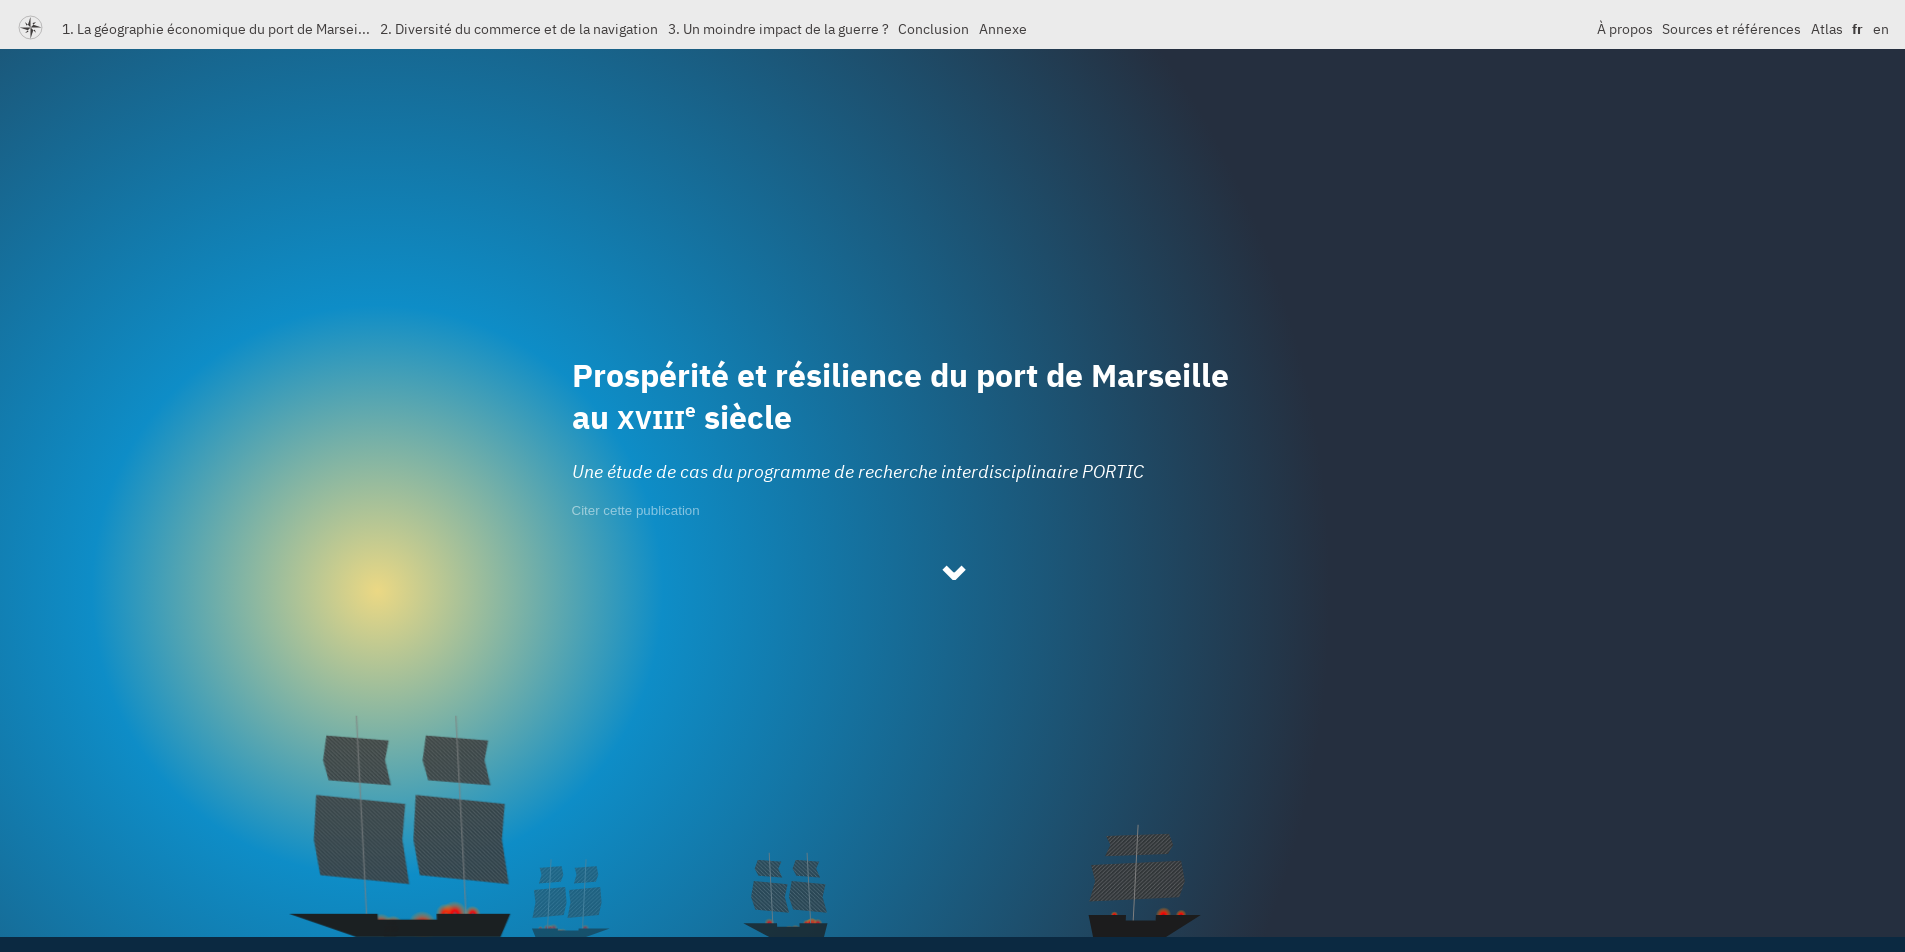 1. La géographie économique du port de Marsei... 2. Diversité du commerce et de la navigation 3. Un moindre impact de la guerre ? Conclusion Annexe À propos Sources et références Atlas fr en
Prospérité et résilience du port de Marseille
au XVIIIe siècle
Une étude de cas du programme de recherche interdisciplinaire PORTIC
Citer cette publication